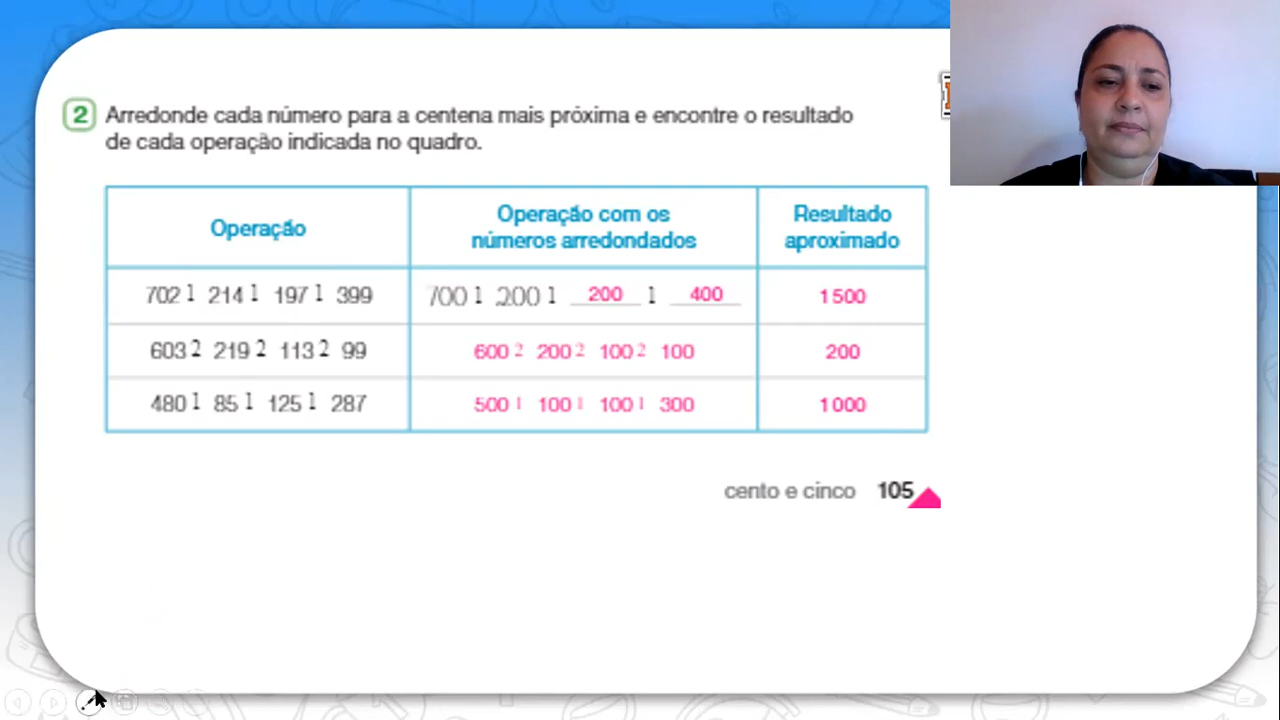 2 Arredonde cada número para a centena mais próxima e encontre o resultado
de cada operação indicada no quadro.
Operação
Operação com os
números arredondados
Resultado
aproximado
702 1 214 1 197 1 399
700 1 200 1 200 1 400
1 500
603 2 219 2 113 2 99
600 2 200 2 100 2 100
200
480 1 85 1 125 1 287
500 1 100 1 100 1 300
1 000
cento e cinco 105